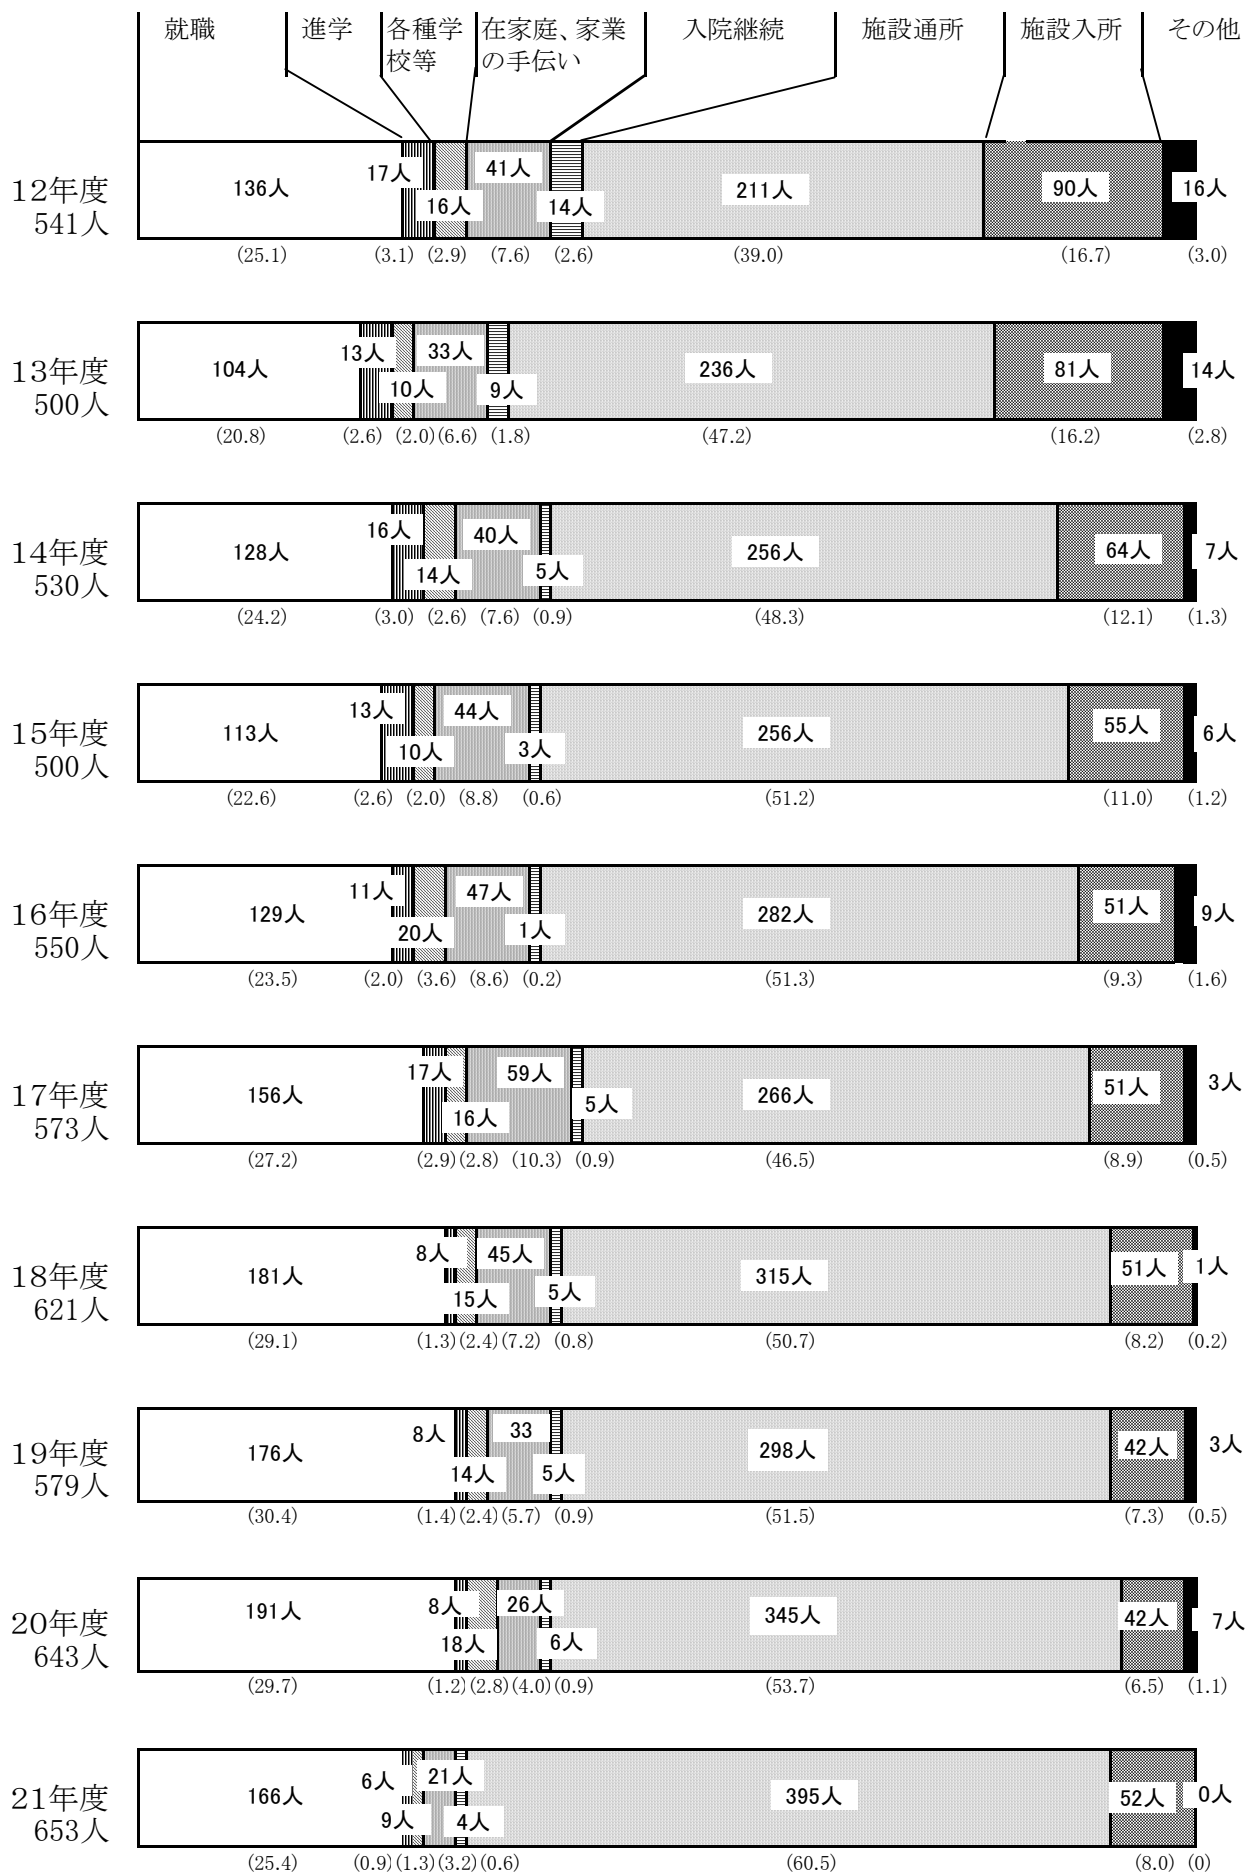 就職 進学 各種学 在家庭、家業 入院継続 施設通所 施設入所 その他
校等 の手伝い
12年度
541人
136人 17人 16人 41人 14人 211人 90人 16人
(25.1) (3.1) (2.9) (7.6) (2.6) (39.0) (16.7) (3.0)
13年度
500人
104人 13人 10人 33人 9人 236人 81人 14人
(20.8) (2.6) (2.0) (6.6) (1.8) (47.2) (16.2) (2.8)
14年度
530人
128人 16人 14人 40人 5人 256人 64人 7人
(24.2) (3.0) (2.6) (7.6) (0.9) (48.3) (12.1) (1.3)
15年度
500人
113人 13人 10人 44人 3人 256人 55人 6人
(22.6) (2.6) (2.0) (8.8) (0.6) (51.2) (11.0) (1.2)
16年度
550人
129人 11人 20人 47人 1人 282人 51人 9人
(23.5) (2.0) (3.6) (8.6) (0.2) (51.3) (9.3) (1.6)
17年度
573人
156人 17人 16人 59人 5人 266人 51人 3人
(27.2) (2.9) (2.8) (10.3) (0.9) (46.5) (8.9) (0.5)
18年度
621人
181人 8人 15人 45人 5人 315人 51人 1人
(29.1) (1.3) (2.4) (7.2) (0.8) (50.7) (8.2) (0.2)
19年度
579人
176人 8人 14人 33 5人 298人 42人 3人
(30.4) (1.4) (2.4) (5.7) (0.9) (51.5) (7.3) (0.5)
20年度
643人
191人 8人 18人 26人 6人 345人 42人 7人
(29.7) (1.2) (2.8) (4.0) (0.9) (53.7) (6.5) (1.1)
21年度
653人
166人 6人 9人 21人 4人 395人 52人 0人
(25.4) (0.9) (1.3) (3.2) (0.6) (60.5) (8.0) (0)